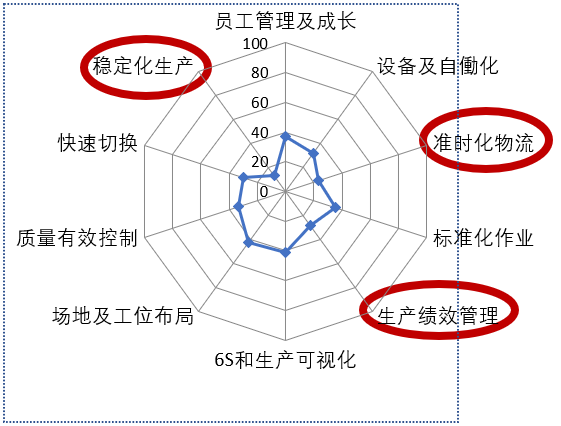 员工管理及成长
100
稳定化生产
设备及自働化
80
60
快速切换
准时化物流
40
20
0
质量有效控制
标准化作业
场地及工位布局
生产绩效管理
6S和生产可视化